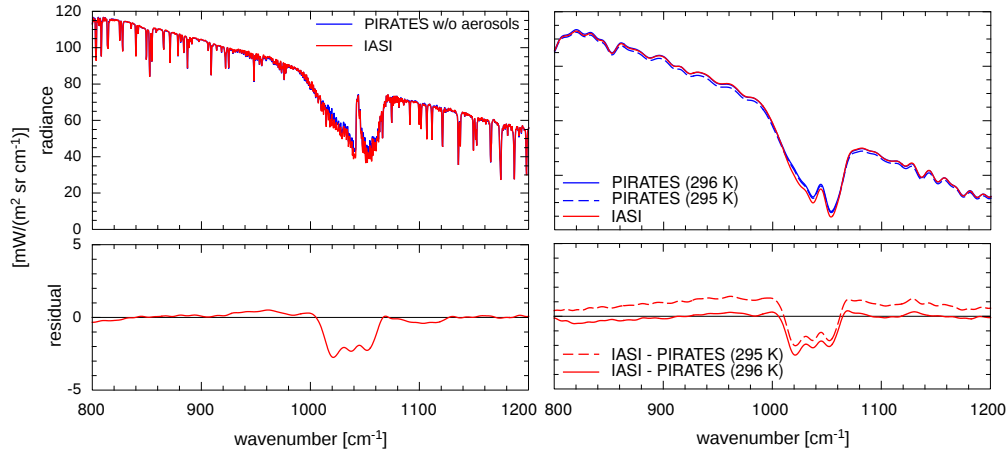 120
100
80
60
40
20
0
radiance
[mW/(m² sr cm⁻¹)]
PIRATES w/o aerosols
IASI
PIRATES (296 K)
PIRATES (295 K)
IASI
5
0
-5
residual
800
900
1000
1100
1200
wavenumber [cm⁻¹]
IASI - PIRATES (295 K)
IASI - PIRATES (296 K)
800
900
1000
1100
1200
wavenumber [cm⁻¹]